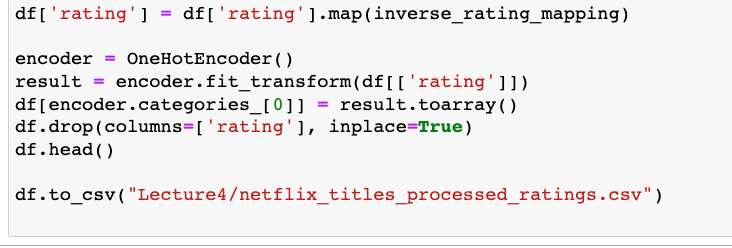 df['rating'] = df['rating'].map(inverse_rating_mapping)
encoder = OneHotEncoder()
result = encoder.fit_transform(df[['rating']])
df[encoder.categories_[0]] = result.toarray()
df.drop(columns=['rating'], inplace=True)
df.head()
df.to_csv("Lecture4/netflix_titles_processed_ratings.csv")